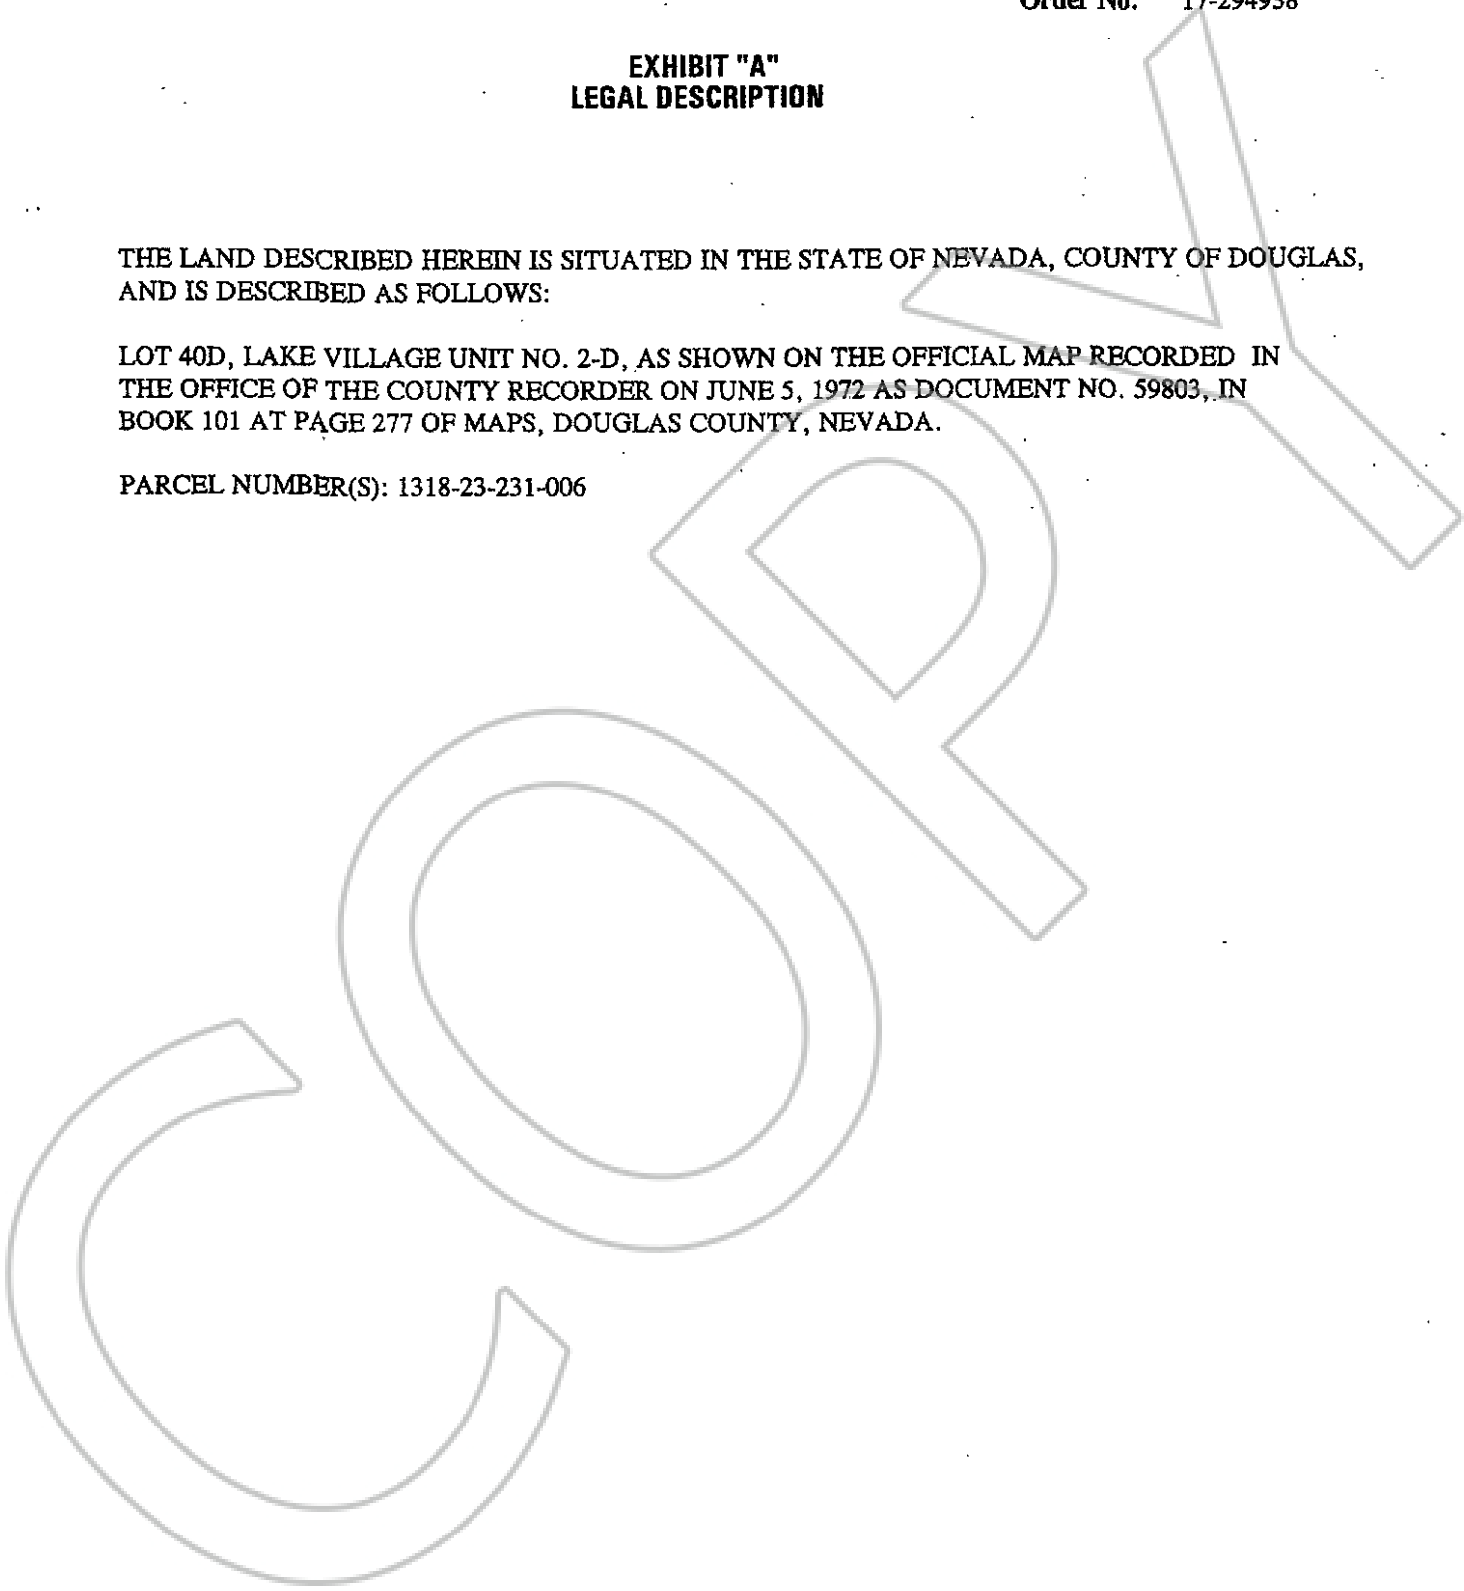 Order No. 17-294938
EXHIBIT "A"
LEGAL DESCRIPTION
THE LAND DESCRIBED HEREIN IS SITUATED IN THE STATE OF NEVADA, COUNTY OF DOUGLAS,
AND IS DESCRIBED AS FOLLOWS:
LOT 40D, LAKE VILLAGE UNIT NO. 2-D, AS SHOWN ON THE OFFICIAL MAP RECORDED IN
THE OFFICE OF THE COUNTY RECORDER ON JUNE 5, 1972 AS DOCUMENT NO. 59803, IN
BOOK 101 AT PAGE 277 OF MAPS, DOUGLAS COUNTY, NEVADA.
PARCEL NUMBER(S): 1318-23-231-006
COPY